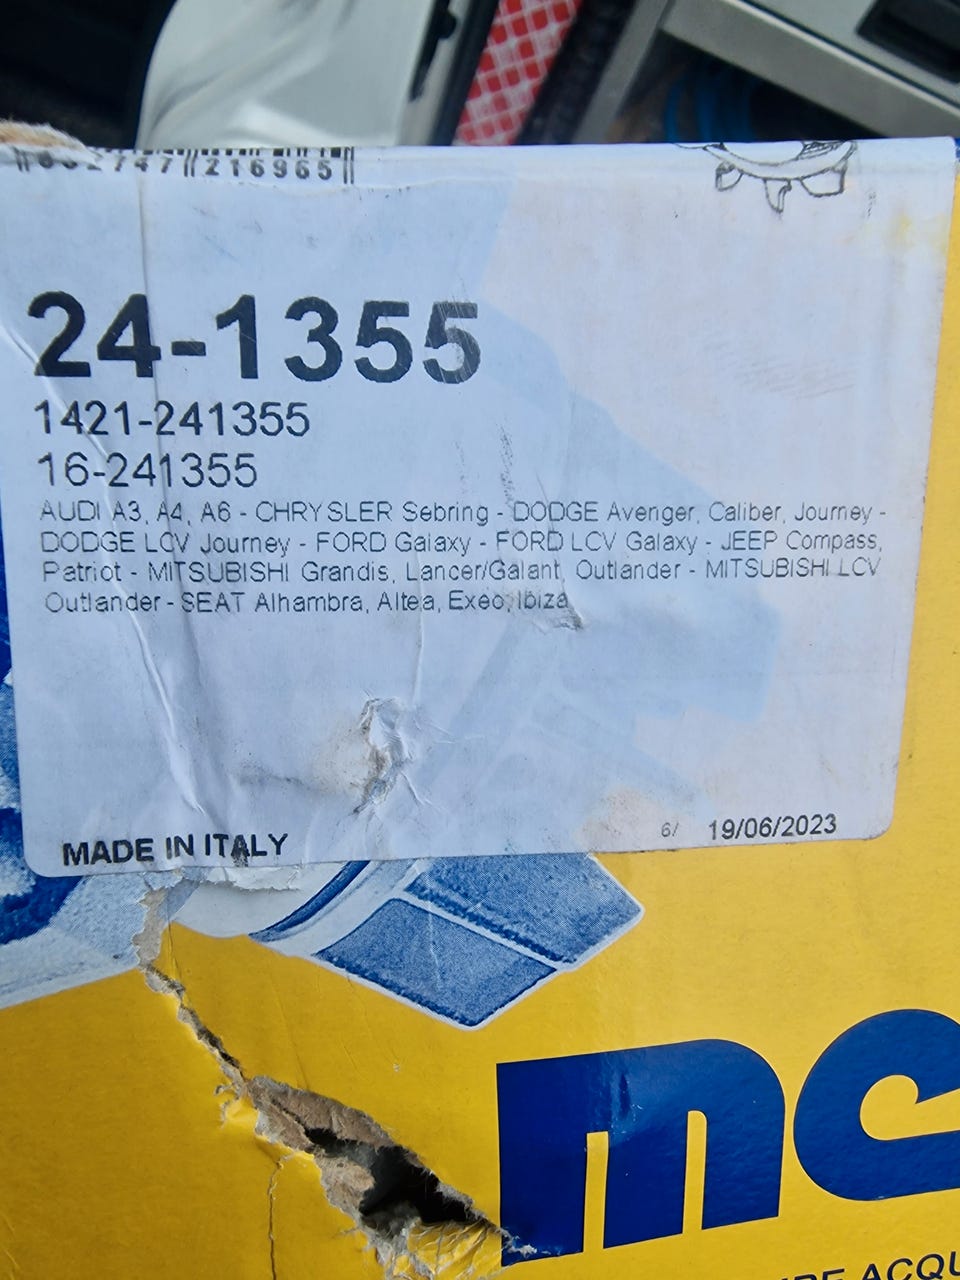 2747 216965
24-1355
1421-241355
16-241355
AUDI A3, A4, A6 - CHRYSLER Sebring - DODGE Avenger, Caliber, Journey -
DODGE LCV Journey - FORD Galaxy - FORD LCV Galaxy - JEEP Compass,
Patriot - MITSUBISHI Grandis, Lancer/Galant, Outlander - MITSUBISHI LCV
Outlander - SEAT Alhambra, Altea, Exeo, Ibiza
MADE IN ITALY
6/ 19/06/2023
mc